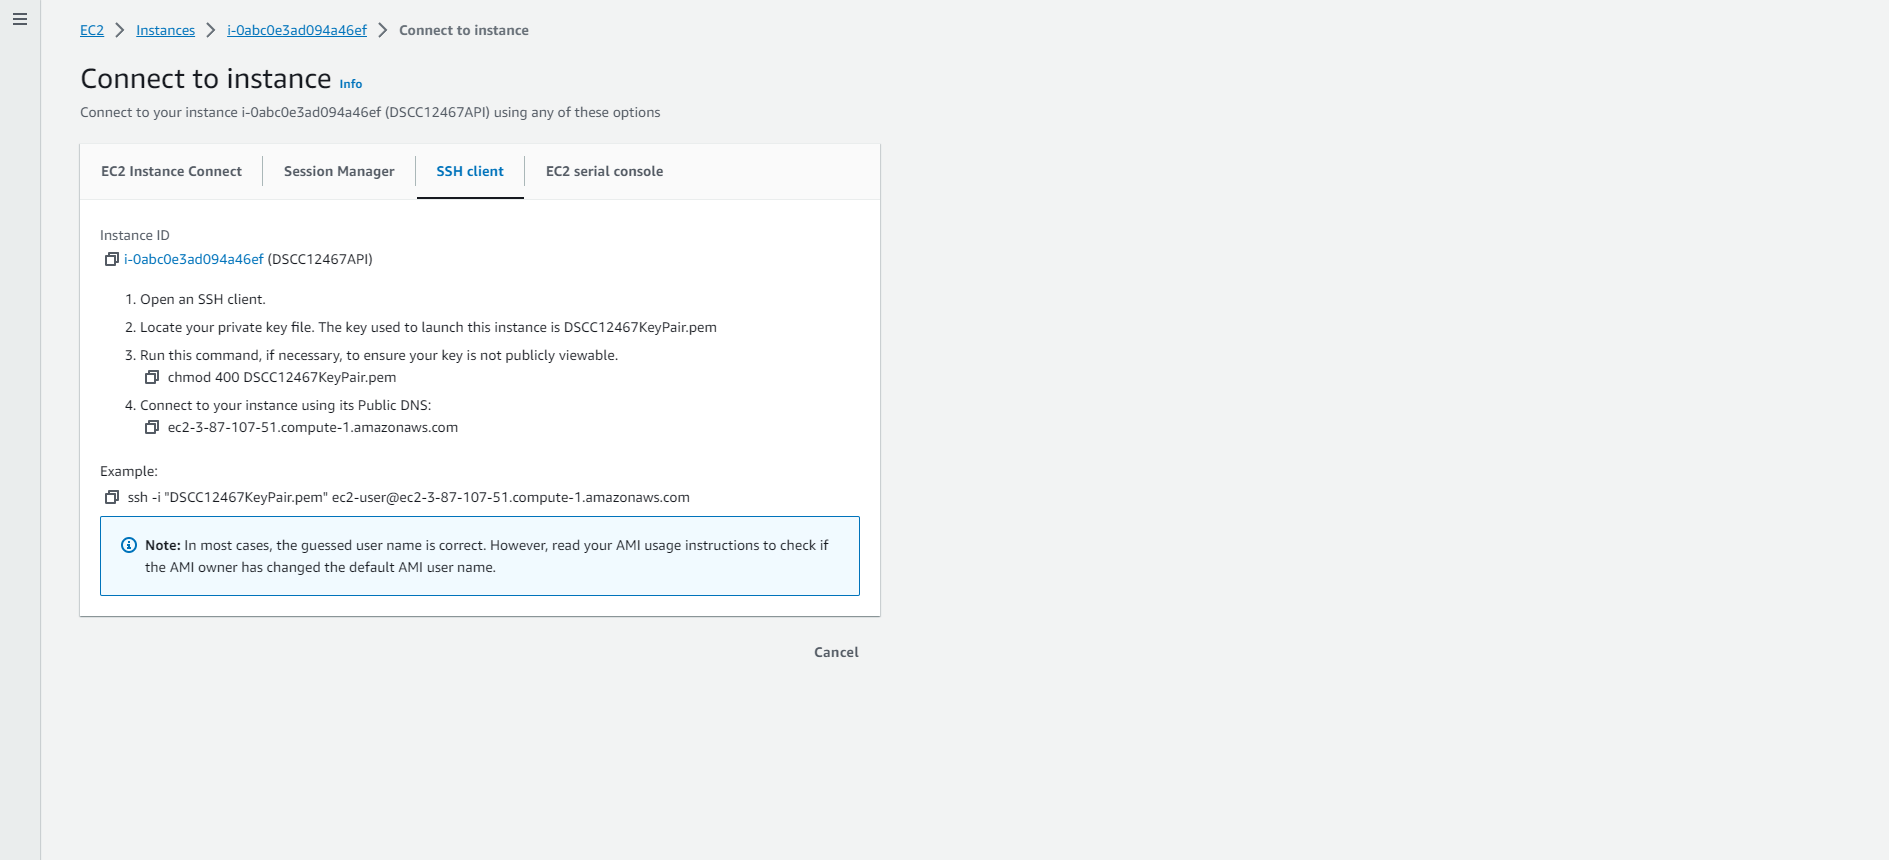 EC2 Instances i-0abc0e3ad094a46ef Connect to instance
Connect to instance Info
Connect to your instance i-0abc0e3ad094a46ef (DSCC12467API) using any of these options
EC2 Instance Connect Session Manager SSH client EC2 serial console
Instance ID
i-0abc0e3ad094a46ef (DSCC12467API)
1. Open an SSH client.
2. Locate your private key file. The key used to launch this instance is DSCC12467KeyPair.pem
3. Run this command, if necessary, to ensure your key is not publicly viewable.
chmod 400 DSCC12467KeyPair.pem
4. Connect to your instance using its Public DNS:
ec2-3-87-107-51.compute-1.amazonaws.com
Example:
ssh -i "DSCC12467KeyPair.pem" ec2-user@ec2-3-87-107-51.compute-1.amazonaws.com
Note: In most cases, the guessed user name is correct. However, read your AMI usage instructions to check if
the AMI owner has changed the default AMI user name.
Cancel